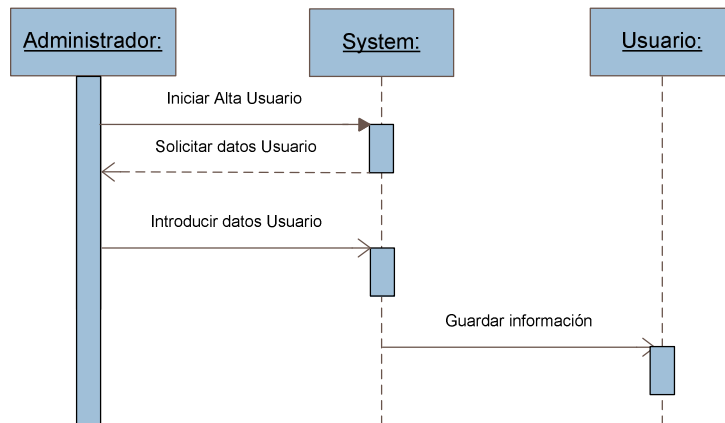 Administrador:
System:
Usuario:
Iniciar Alta Usuario
Solicitar datos Usuario
Introducir datos Usuario
Guardar información